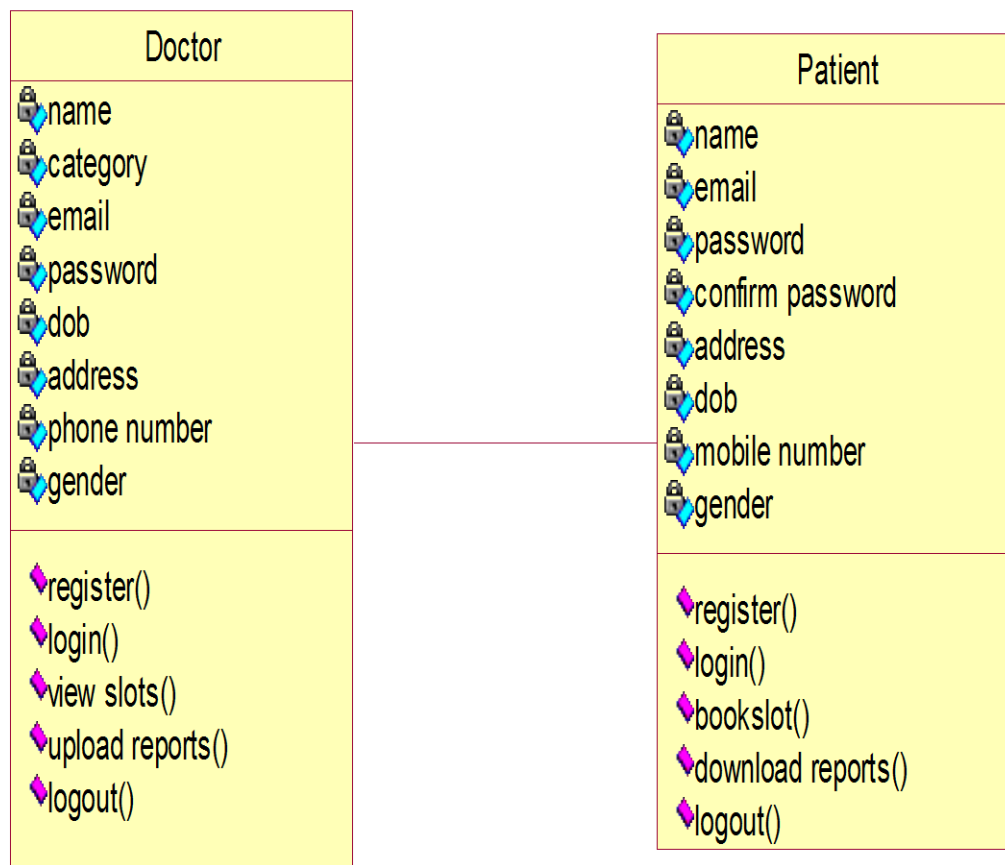 Doctor
name
category
email
password
dob
address
phone number
gender
register()
login()
view slots()
upload reports()
logout()
Patient
name
email
password
confirm password
address
dob
mobile number
gender
register()
login()
bookslot()
download reports()
logout()